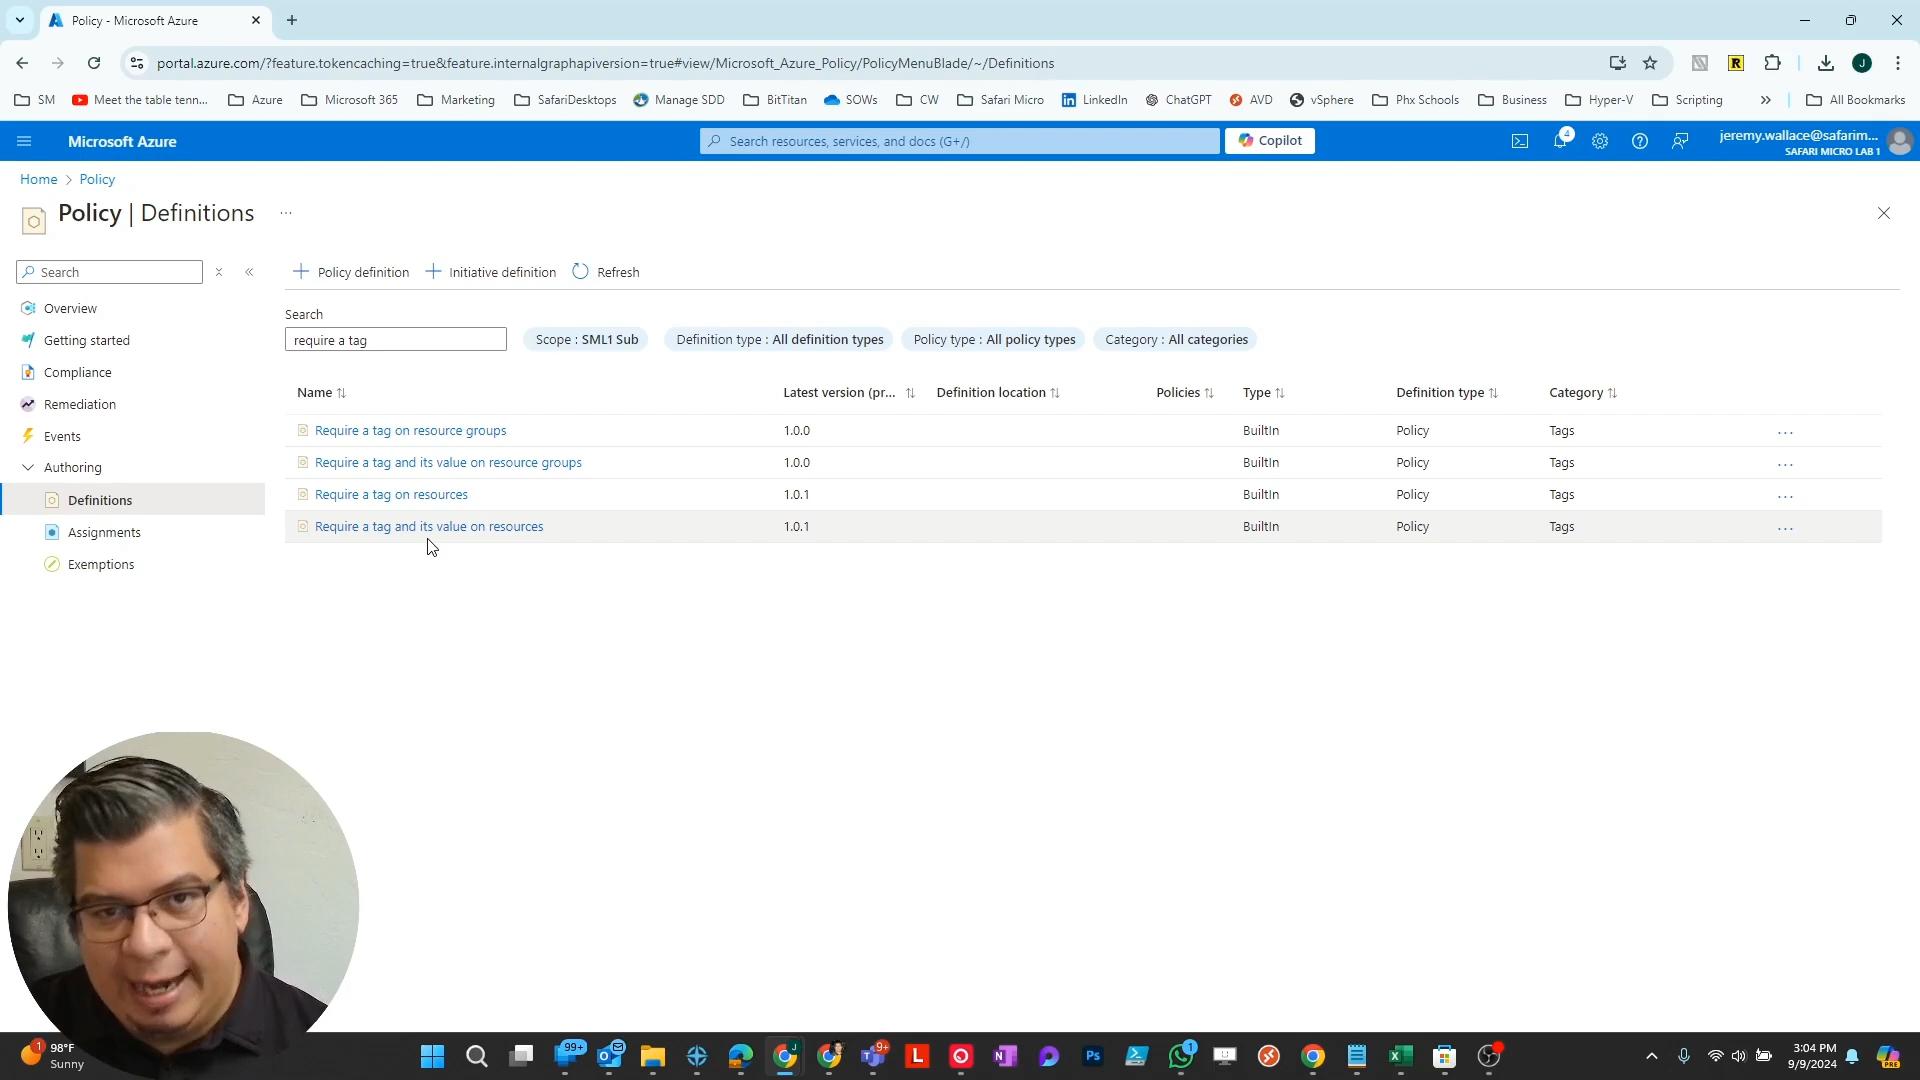 Policy - Microsoft Azure
portal.azure.com/?feature.tokencaching=true&feature.internalgraphapiversion=true#view/Microsoft_Azure_Policy/PolicyMenuBlade/~/Definitions
R
J
SM
Meet the table tenn...
Azure
Microsoft 365
Marketing
SafariDesktops
Manage SDD
BitTitan
SOWs
CW
Safari Micro
LinkedIn
ChatGPT
AVD
vSphere
Phx Schools
Business
Hyper-V
Scripting
All Bookmarks
Microsoft Azure
Search resources, services, and docs (G+/)
Copilot
4
jeremy.wallace@safarim...
SAFARI MICRO LAB 1
Home > Policy
Policy | Definitions
...
Search
Overview
Getting started
Compliance
Remediation
Events
Authoring
Definitions
Assignments
Exemptions
Policy definition
Initiative definition
Refresh
Search
require a tag
Scope : SML1 Sub
Definition type : All definition types
Policy type : All policy types
Category : All categories
Name Latest version (pr... Definition location Policies Type Definition type Category
Require a tag on resource groups 1.0.0 BuiltIn Policy Tags ...
Require a tag and its value on resource groups 1.0.0 BuiltIn Policy Tags ...
Require a tag on resources 1.0.1 BuiltIn Policy Tags ...
Require a tag and its value on resources 1.0.1 BuiltIn Policy Tags ...
1
98°F
Sunny
99+
J
9+
L
N
Ps
1
3:04 PM
9/9/2024
PRE